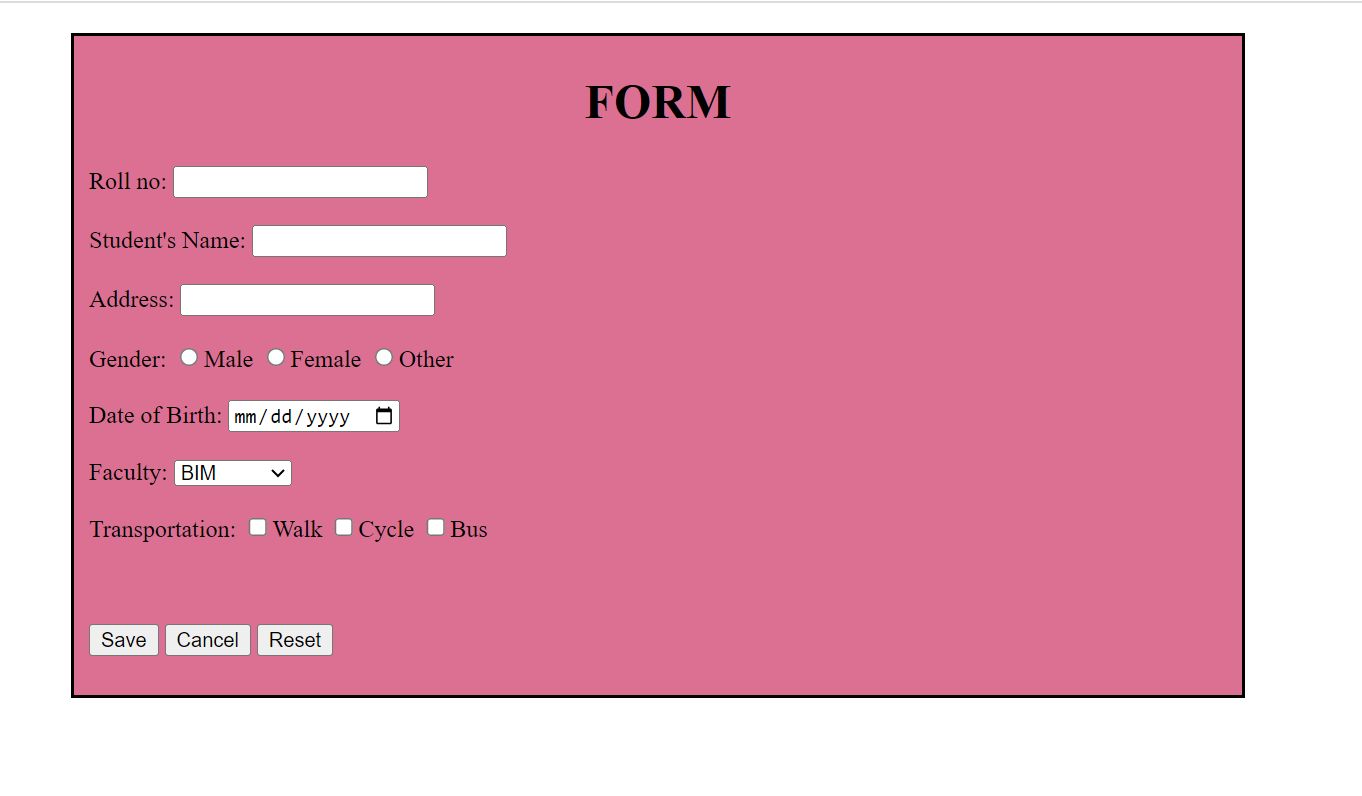 FORM
Roll no:
Student's Name:
Address:
Gender: Male Female Other
Date of Birth: mm/dd/yyyy
Faculty: BIM
Transportation: Walk Cycle Bus
Save Cancel Reset